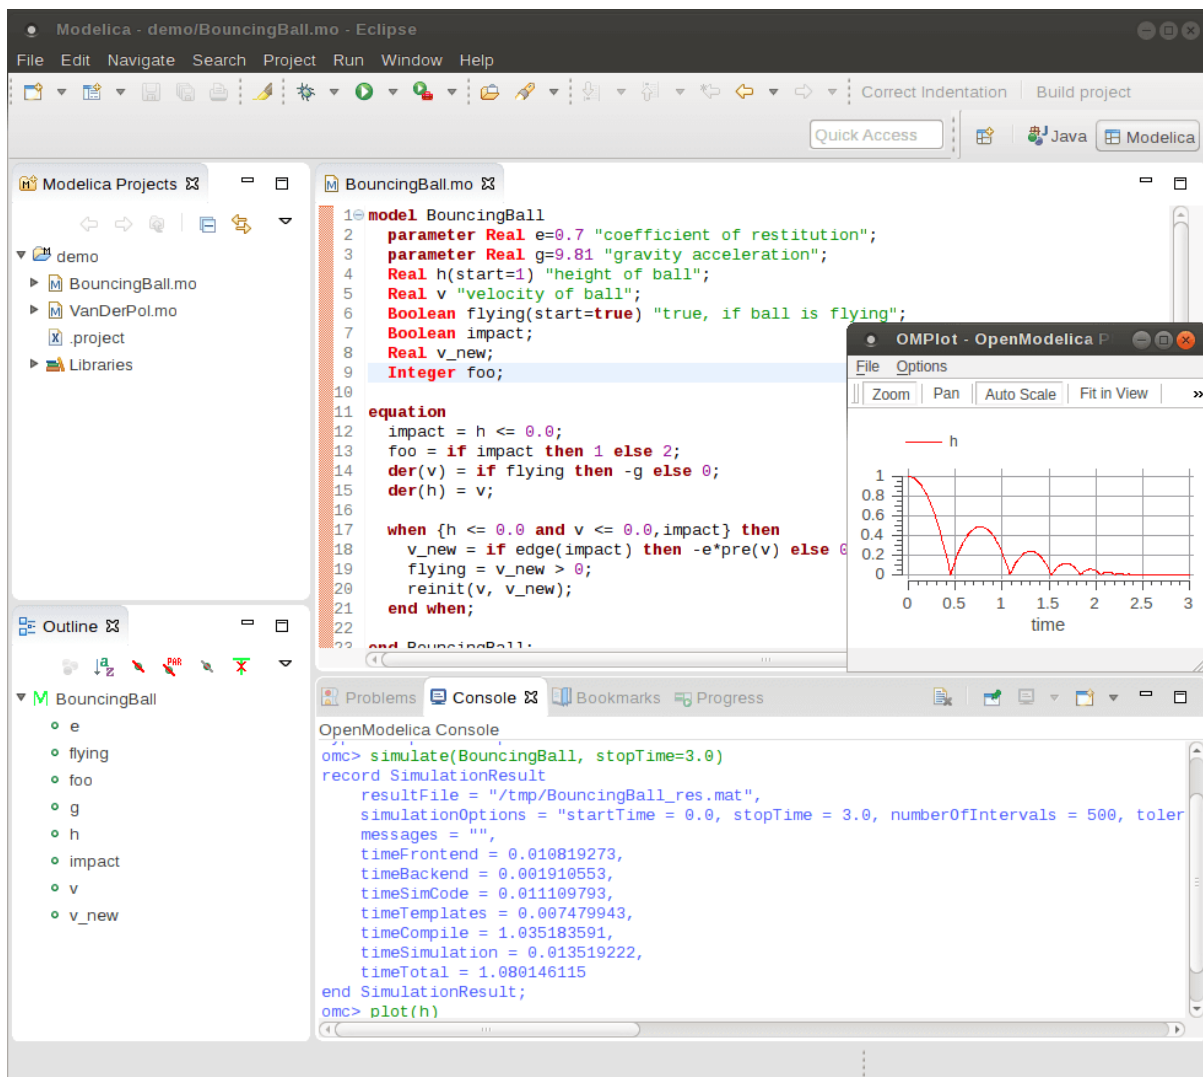 Modelica - demo/BouncingBall.mo - Eclipse
File Edit Navigate Search Project Run Window Help
Correct Indentation Build project
Quick Access Java Modelica
Modelica Projects
demo
BouncingBall.mo
VanDerPol.mo
.project
Libraries
BouncingBall.mo
1 model BouncingBall
2 parameter Real e=0.7 "coefficient of restitution";
3 parameter Real g=9.81 "gravity acceleration";
4 Real h(start=1) "height of ball";
5 Real v "velocity of ball";
6 Boolean flying(start=true) "true, if ball is flying";
7 Boolean impact;
8 Real v_new;
9 Integer foo;
10
11 equation
12 impact = h <= 0.0;
13 foo = if impact then 1 else 2;
14 der(v) = if flying then -g else 0;
15 der(h) = v;
16
17 when {h <= 0.0 and v <= 0.0,impact} then
18 v_new = if edge(impact) then -e*pre(v) else 0
19 flying = v_new > 0;
20 reinit(v, v_new);
21 end when;
22
23 end BouncingBall;
OMPlot - OpenModelica P
File Options
Zoom Pan Auto Scale Fit in View »
h
1
0.8
0.6
0.4
0.2
0
0 0.5 1 1.5 2 2.5 3
time
Outline
BouncingBall
e
flying
foo
g
h
impact
v
v_new
Problems Console Bookmarks Progress
OpenModelica Console
omc> simulate(BouncingBall, stopTime=3.0)
record SimulationResult
resultFile = "/tmp/BouncingBall_res.mat",
simulationOptions = "startTime = 0.0, stopTime = 3.0, numberOfIntervals = 500, toler
messages = "",
timeFrontend = 0.010819273,
timeBackend = 0.001910553,
timeSimCode = 0.011109793,
timeTemplates = 0.007479943,
timeCompile = 1.035183591,
timeSimulation = 0.013519222,
timeTotal = 1.080146115
end SimulationResult;
omc> plot(h)